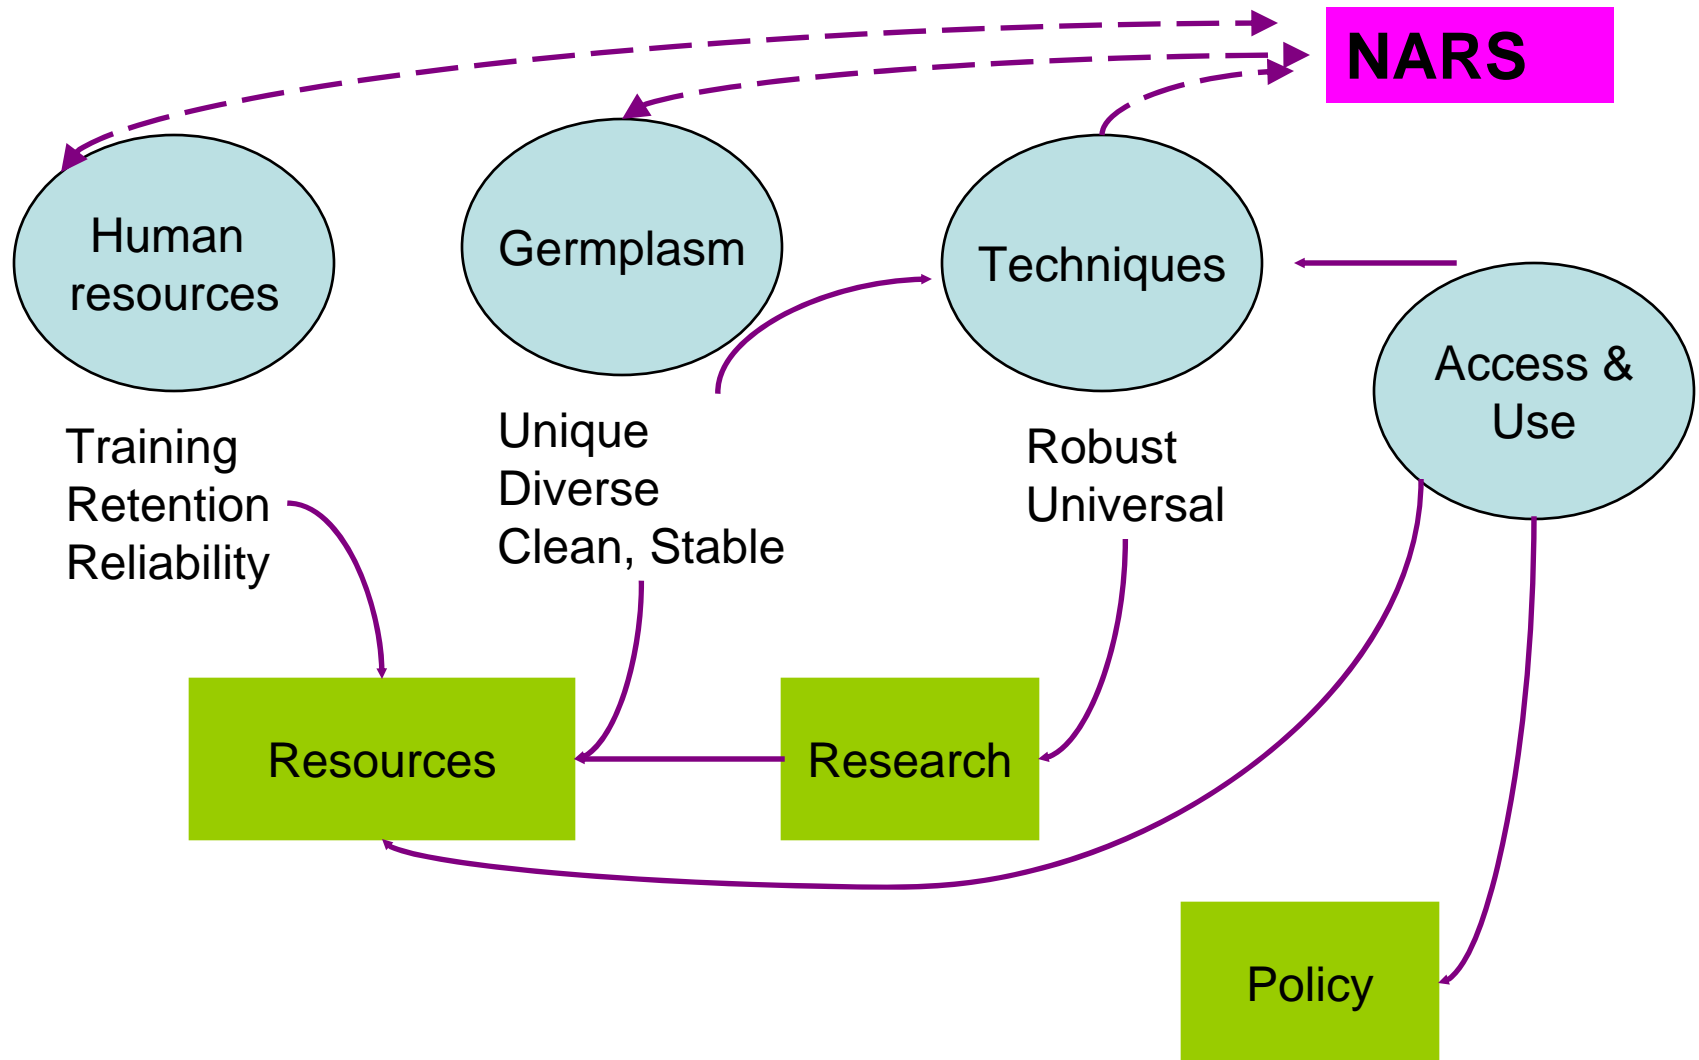 NARS
Human
resources
Germplasm
Techniques
Access &
Use
Training
Retention
Reliability
Unique
Diverse
Clean, Stable
Robust
Universal
Resources
Research
Policy